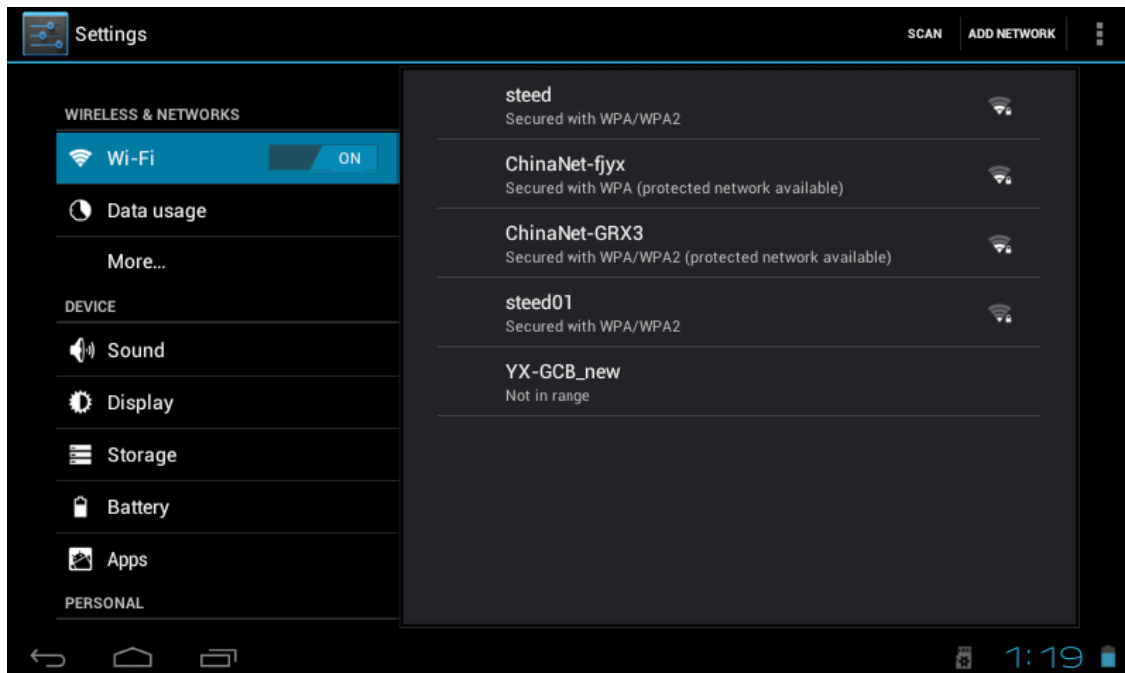 Settings
SCAN
ADD NETWORK
WIRELESS & NETWORKS
Wi-Fi
ON
Data usage
More...
DEVICE
Sound
Display
Storage
Battery
Apps
PERSONAL
steed
Secured with WPA/WPA2
ChinaNet-fjyx
Secured with WPA (protected network available)
ChinaNet-GRX3
Secured with WPA/WPA2 (protected network available)
steed01
Secured with WPA/WPA2
YX-GCB_new
Not in range
1:19